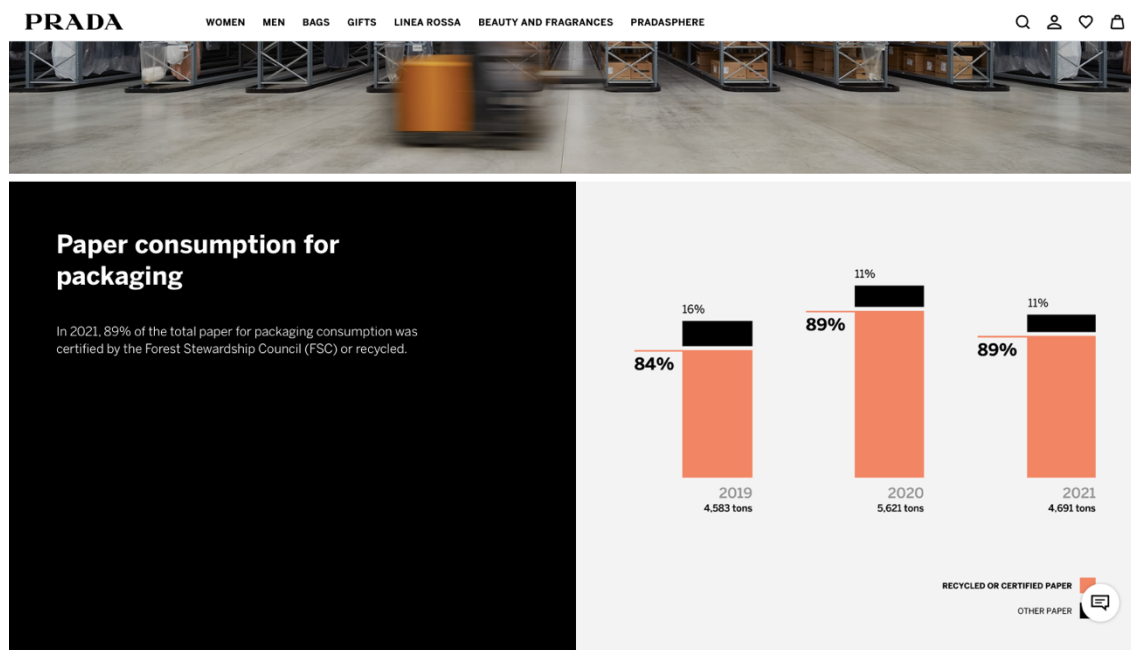 PRADA WOMEN MEN BAGS GIFTS LINEA ROSSA BEAUTY AND FRAGRANCES PRADASPHERE
Paper consumption for
packaging
In 2021, 89% of the total paper for packaging consumption was
certified by the Forest Stewardship Council (FSC) or recycled.
16%
84%
2019
4,583 tons
11%
89%
2020
5,621 tons
11%
89%
2021
4,691 tons
RECYCLED OR CERTIFIED PAPER
OTHER PAPER